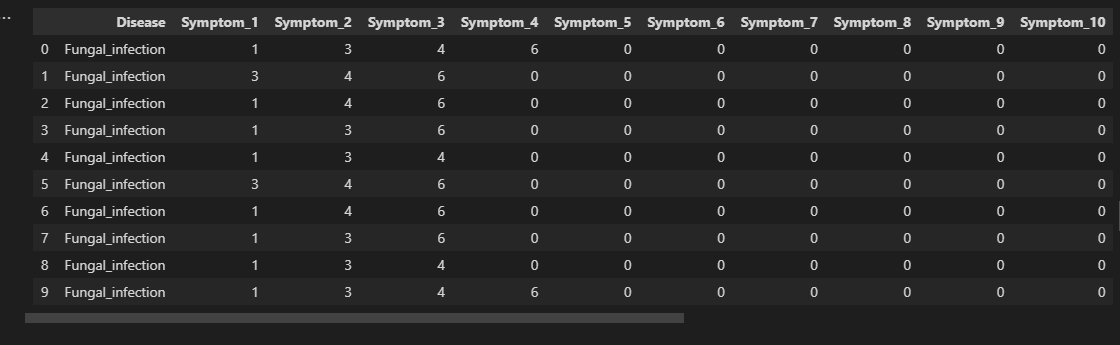 ...
Disease Symptom_1 Symptom_2 Symptom_3 Symptom_4 Symptom_5 Symptom_6 Symptom_7 Symptom_8 Symptom_9 Symptom_10
0 Fungal_infection 1 3 4 6 0 0 0 0 0 0
1 Fungal_infection 3 4 6 0 0 0 0 0 0 0
2 Fungal_infection 1 4 6 0 0 0 0 0 0 0
3 Fungal_infection 1 3 6 0 0 0 0 0 0 0
4 Fungal_infection 1 3 4 0 0 0 0 0 0 0
5 Fungal_infection 3 4 6 0 0 0 0 0 0 0
6 Fungal_infection 1 4 6 0 0 0 0 0 0 0
7 Fungal_infection 1 3 6 0 0 0 0 0 0 0
8 Fungal_infection 1 3 4 0 0 0 0 0 0 0
9 Fungal_infection 1 3 4 6 0 0 0 0 0 0